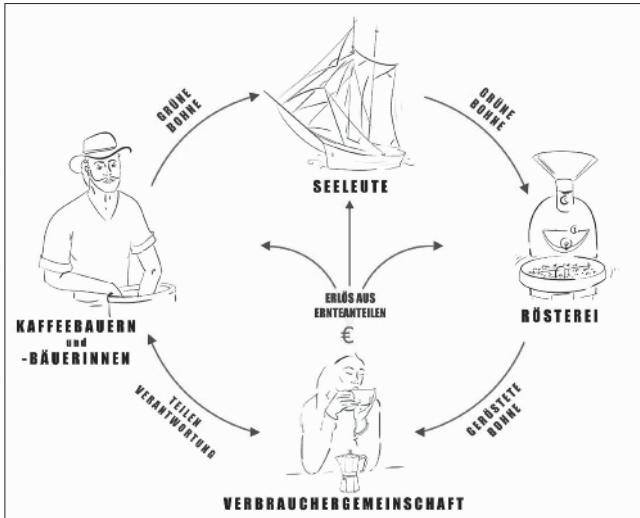 GRÜNE
BOHNE
GRÜNE
BOHNE
SEELEUTE
KAFFEEBAUERN
und
-BÄUERINNEN
ERLÖS AUS
ERNTEANTEILEN
€
RÖSTEREI
TEILEN
VERANTWORTUNG
GERÖSTETE
BOHNE
VERBRAUCHERGEMEINSCHAFT